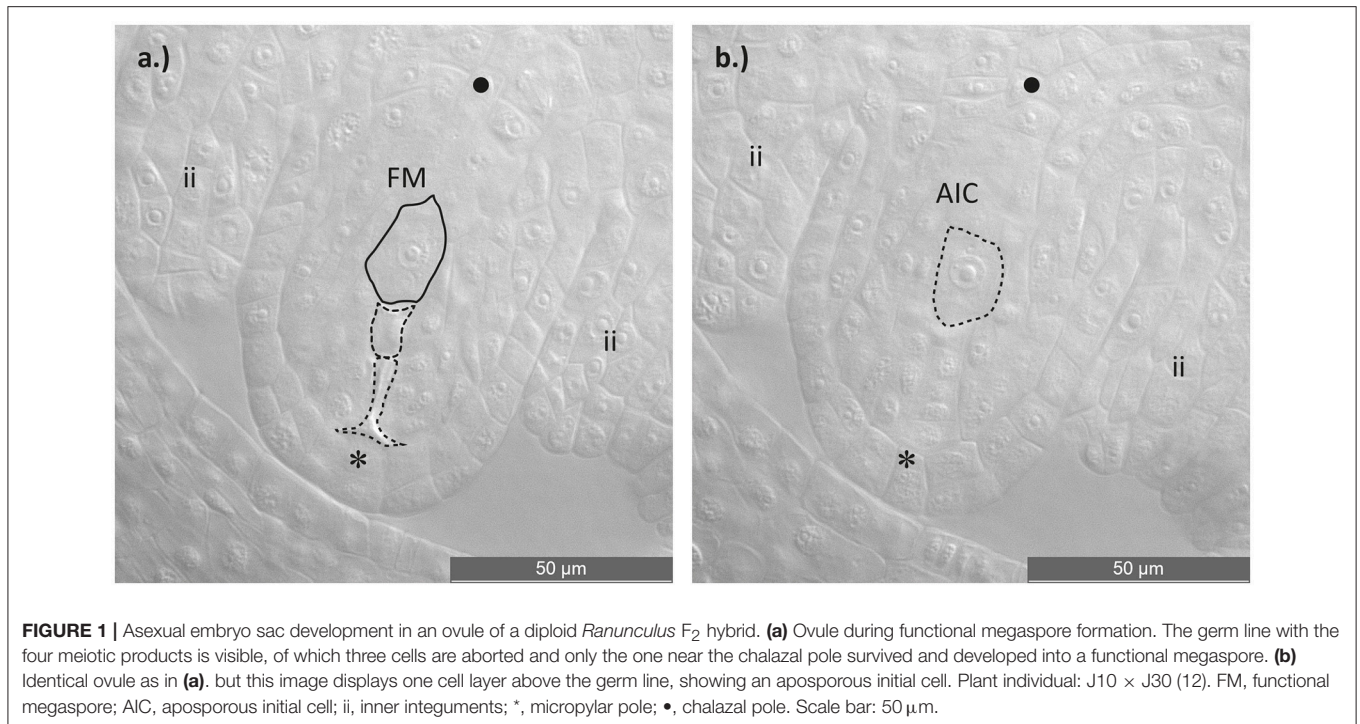 a.)
FM
ii
ii
*
50 µm
b.)
AIC
ii
ii
*
50 µm
FIGURE 1 | Asexual embryo sac development in an ovule of a diploid Ranunculus F₂ hybrid. (a) Ovule during functional megaspore formation. The germ line with the
four meiotic products is visible, of which three cells are aborted and only the one near the chalazal pole survived and developed into a functional megaspore. (b)
Identical ovule as in (a). but this image displays one cell layer above the germ line, showing an aposporous initial cell. Plant individual: J10 × J30 (12). FM, functional
megaspore; AIC, aposporous initial cell; ii, inner integuments; *, micropylar pole; •, chalazal pole. Scale bar: 50 µm.